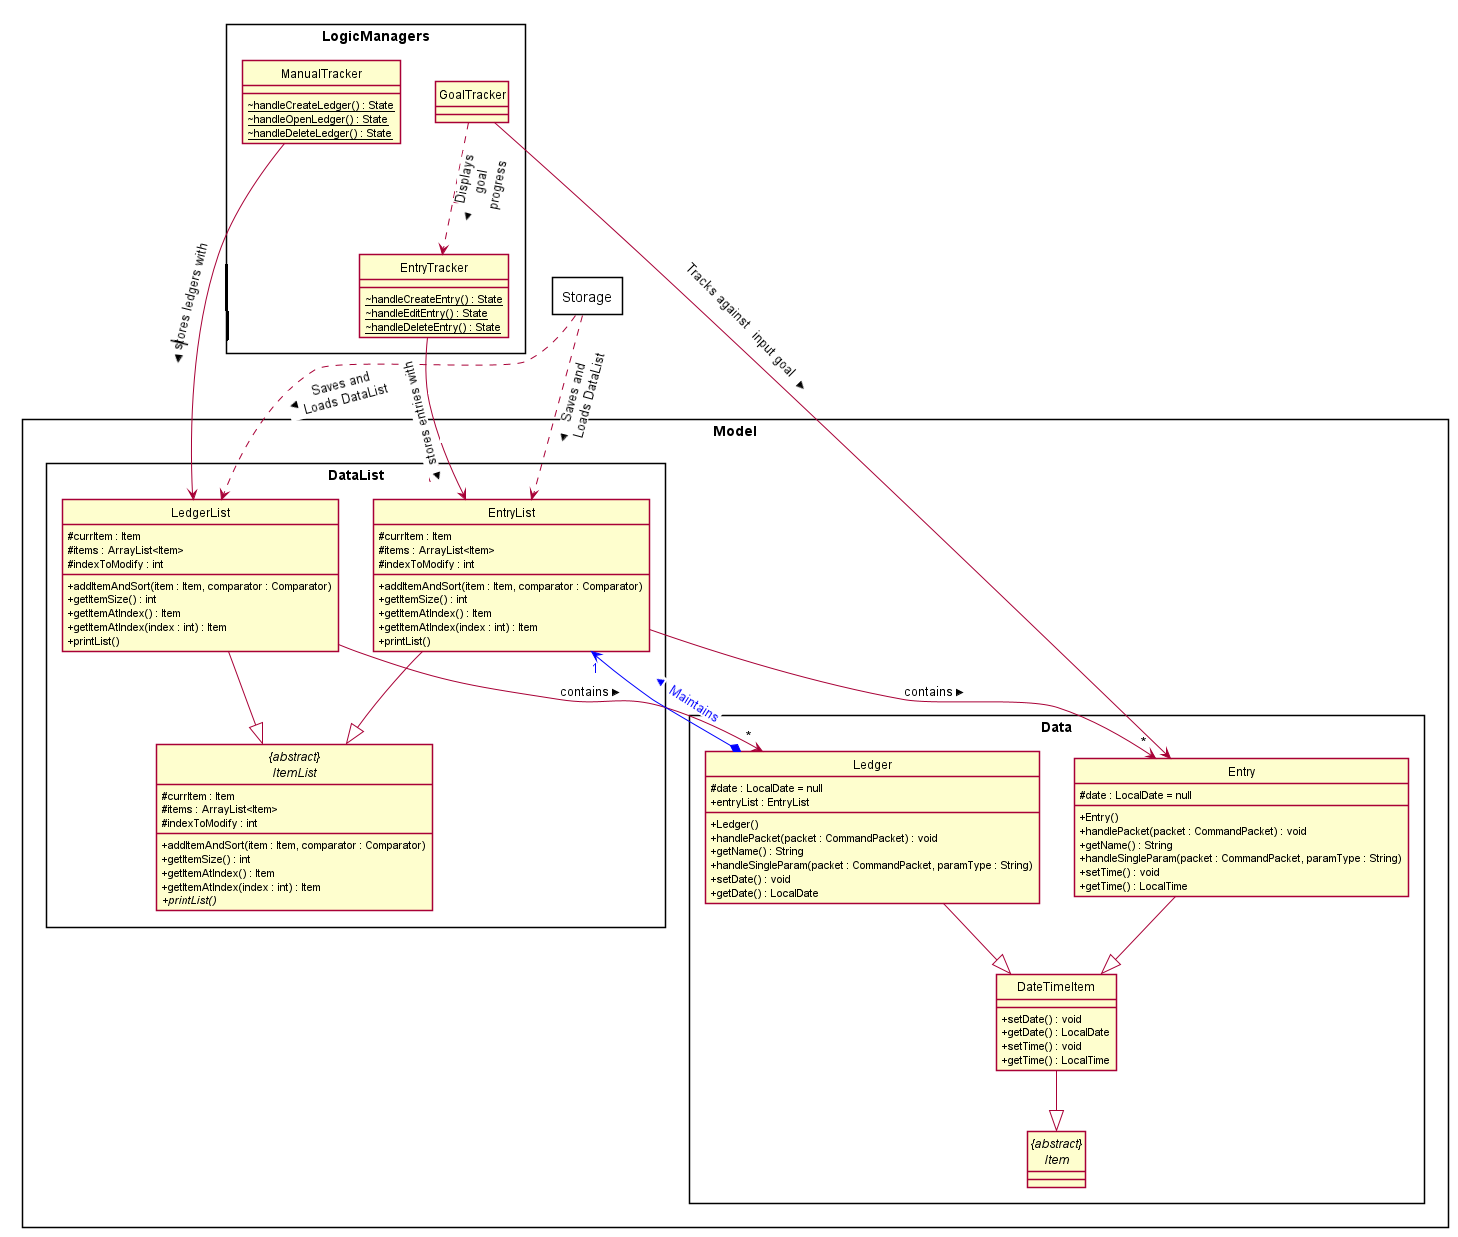 LogicManagers
ManualTracker
~handleCreateLedger() : State
~handleOpenLedger() : State
~handleDeleteLedger() : State
GoalTracker
Displays
goal
progress
EntryTracker
~handleCreateEntry() : State
~handleEditEntry() : State
~handleDeleteEntry() : State
Storage
stores ledgers with
Saves and
Loads DataList
stores entries with
Saves and
Loads DataList
Tracks against input goal
Model
DataList
LedgerList
#currItem : Item
#items : ArrayList<Item>
#indexToModify : int
+addItemAndSort(item : Item, comparator : Comparator)
+getItemSize() : int
+getItemAtIndex() : Item
+getItemAtIndex(index : int) : Item
+printList()
EntryList
#currItem : Item
#items : ArrayList<Item>
#indexToModify : int
+addItemAndSort(item : Item, comparator : Comparator)
+getItemSize() : int
+getItemAtIndex() : Item
+getItemAtIndex(index : int) : Item
+printList()
1
Maintains
contains
contains
*
*
{abstract}
ItemList
#currItem : Item
#items : ArrayList<Item>
#indexToModify : int
+addItemAndSort(item : Item, comparator : Comparator)
+getItemSize() : int
+getItemAtIndex() : Item
+getItemAtIndex(index : int) : Item
+printList()
Data
Ledger
#date : LocalDate = null
+entryList : EntryList
+Ledger()
+handlePacket(packet : CommandPacket) : void
+getName() : String
+handleSingleParam(packet : CommandPacket, paramType : String)
+setDate() : void
+getDate() : LocalDate
Entry
#date : LocalDate = null
+Entry()
+handlePacket(packet : CommandPacket) : void
+getName() : String
+handleSingleParam(packet : CommandPacket, paramType : String)
+setTime() : void
+getTime() : LocalTime
DateTimeItem
+setDate() : void
+getDate() : LocalDate
+setTime() : void
+getTime() : LocalTime
{abstract}
Item